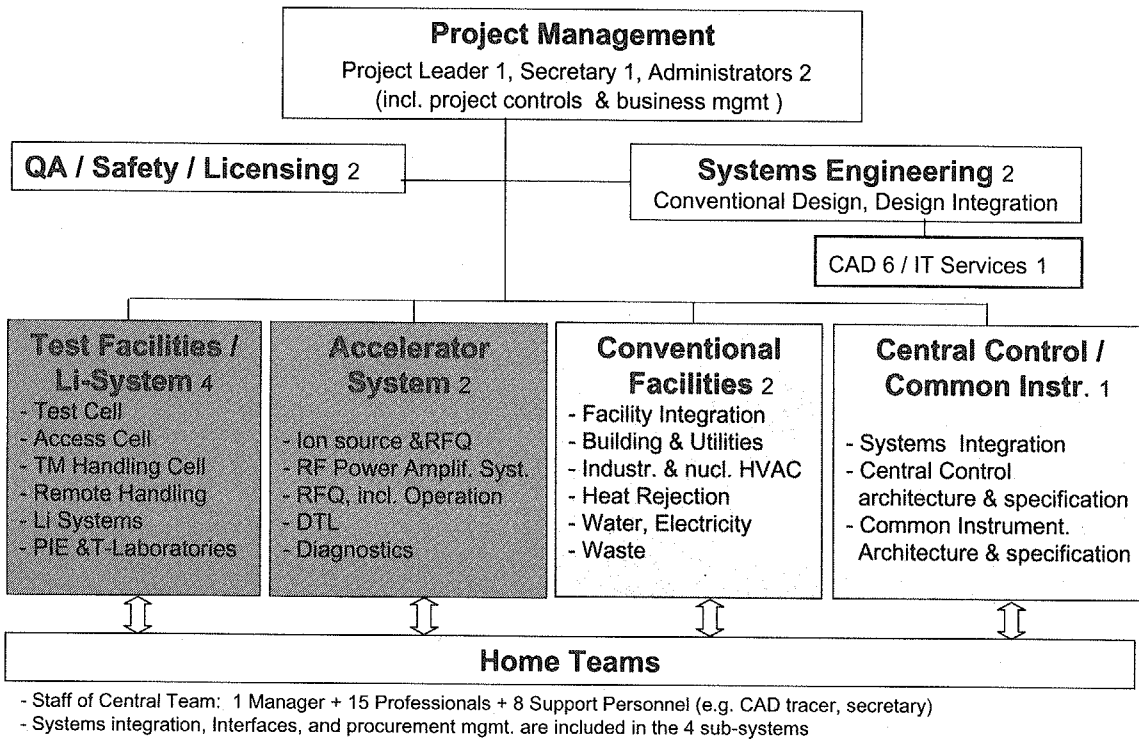 Project Management
Project Leader 1, Secretary 1, Administrators 2
(incl. project controls & business mgmt )
QA / Safety / Licensing 2
Systems Engineering 2
Conventional Design, Design Integration
CAD 6 / IT Services 1
Test Facilities /
Li-System 4
- Test Cell
- Access Cell
- TM Handling Cell
- Remote Handling
- LI Systems
- PIE &T-Laboratories
Accelerator
System 2
- Ion source &RFQ
- RF Power Amplif. Syst.
- RFQ, incl. Operation
- DTL
- Diagnostics
Conventional
Facilities 2
- Facility Integration
- Building & Utilities
- Industr. & nucl. HVAC
- Heat Rejection
- Water, Electricity
- Waste
Central Control /
Common Instr. 1
- Systems Integration
- Central Control
architecture & specification
- Common Instrument.
Architecture & specification
Home Teams
- Staff of Central Team: 1 Manager + 15 Professionals + 8 Support Personnel (e.g. CAD tracer, secretary)
- Systems integration, Interfaces, and procurement mgmt. are included in the 4 sub-systems